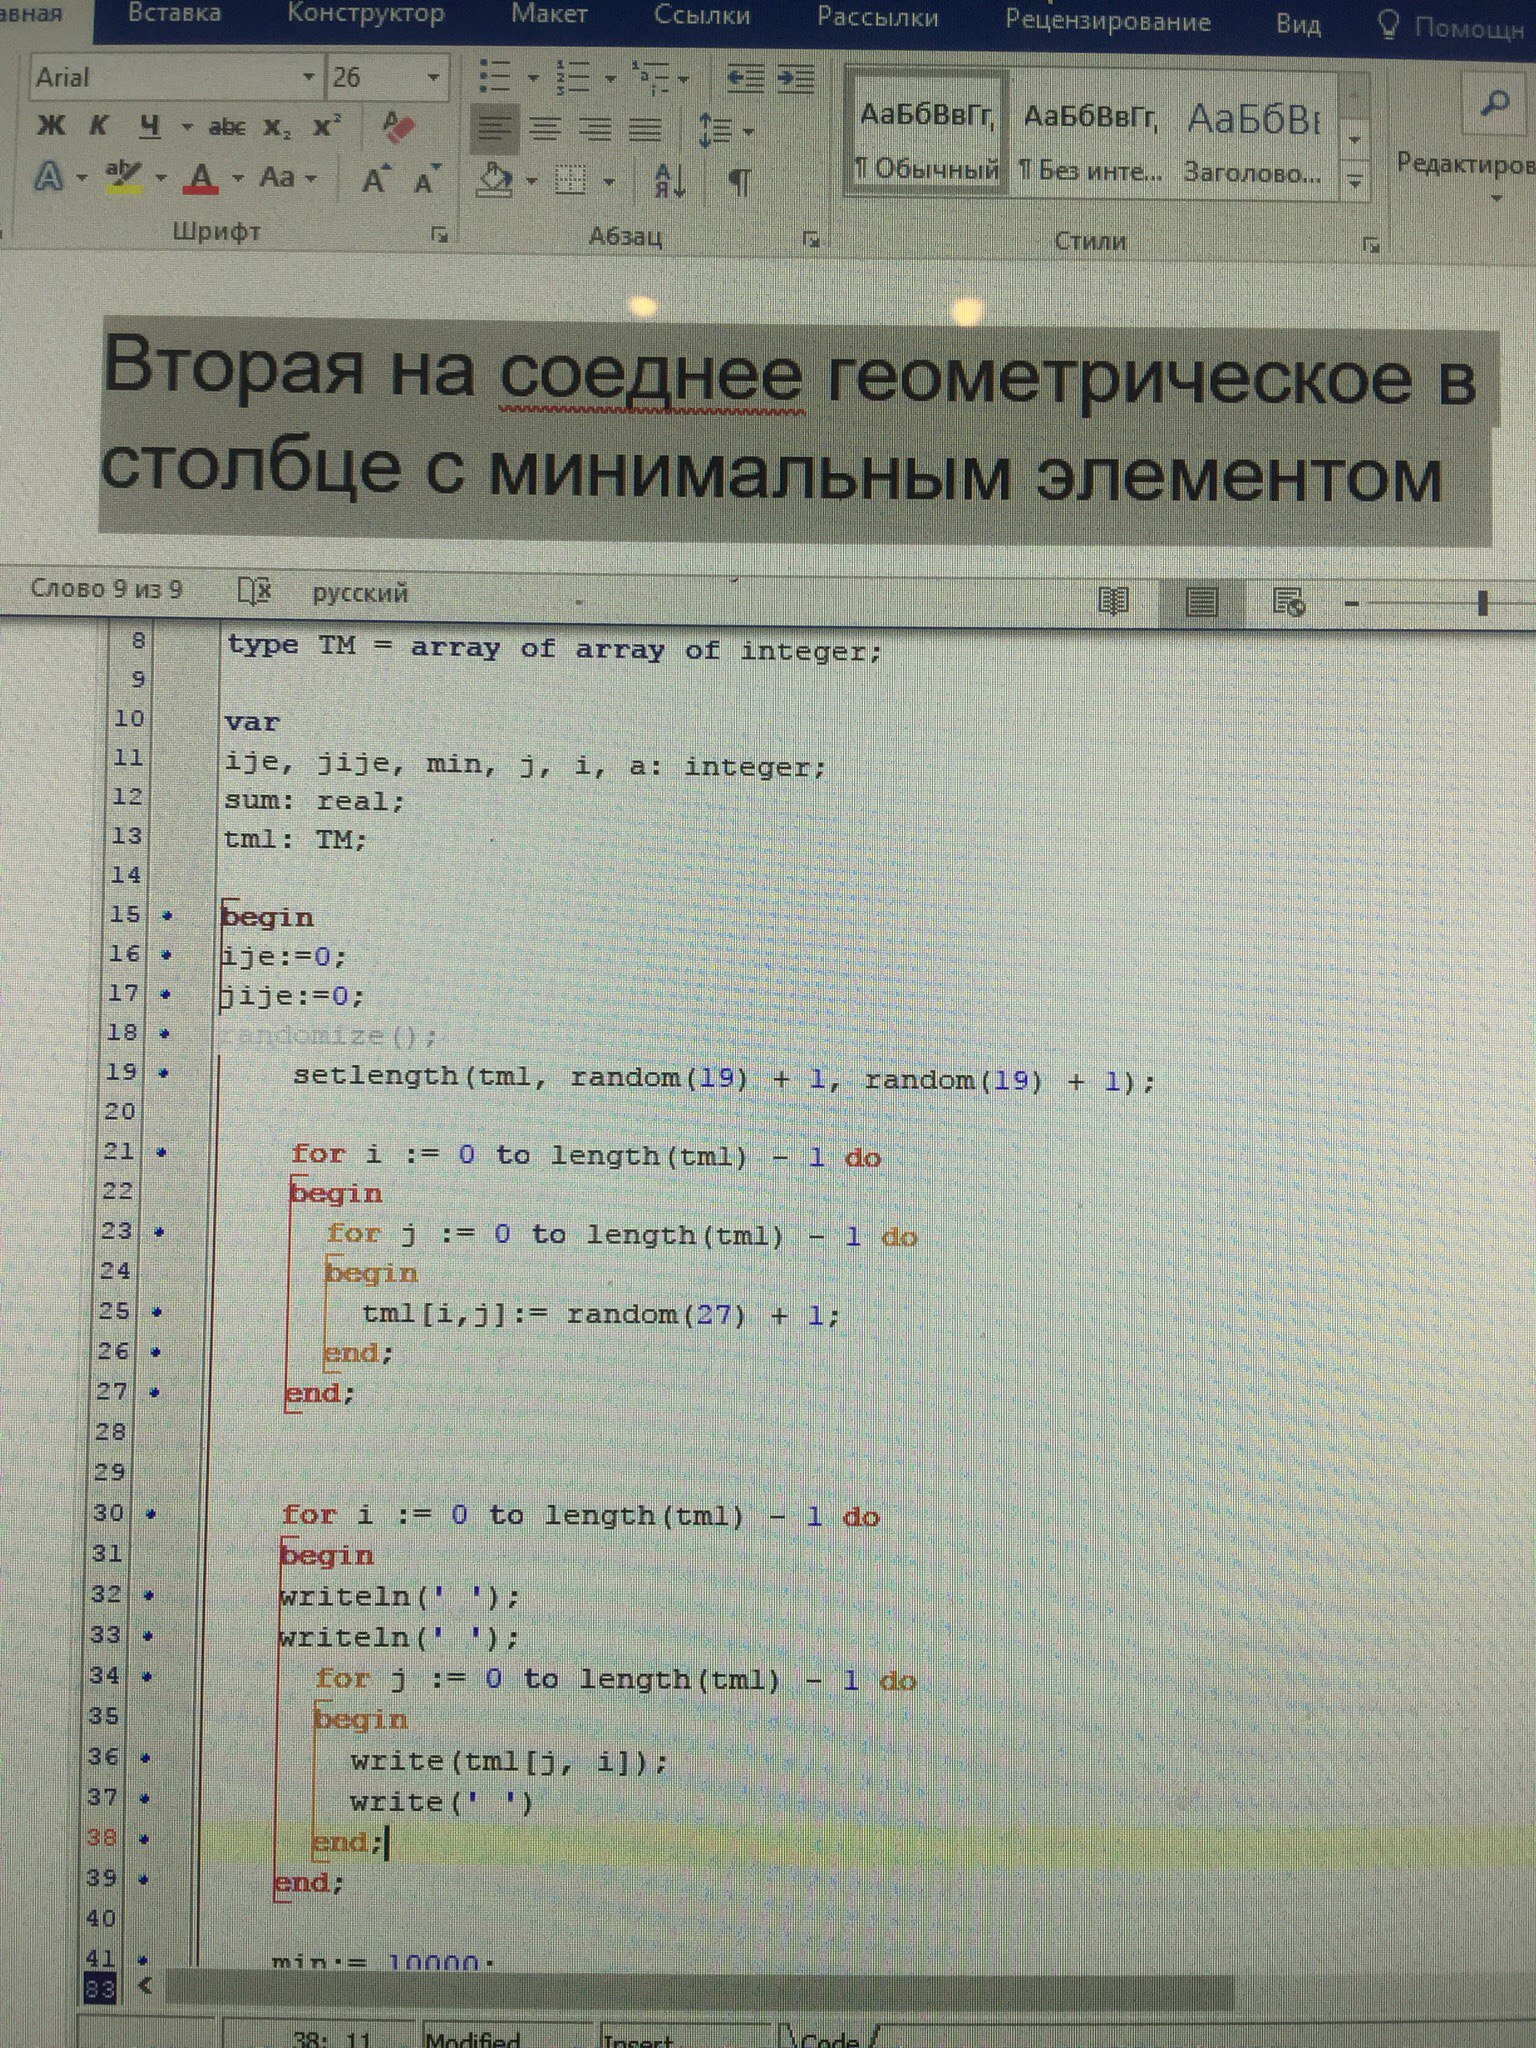 Вставка Конструктор Макет Ссылки Рассылки Рецензирование Вид
Arial 26
Ж К Ч abc x₂ x²
А Aa A A
Шрифт Абзац Стили
АаБбВвГг, АаБбВвГг, АаБбВ
¶ Обычный ¶ Без инте... Заголово...
Вторая на соеднее геометрическое в
столбце с минимальным элементом
Слово 9 из 9 русский
8 type TM = array of array of integer;
9
10 var
11 ije, jije, min, j, i, a: integer;
12 sum: real;
13 tml: TM;
14
15 begin
16 ije:=0;
17 jije:=0;
18 randomize();
19 setlength(tml, random(19) + 1, random(19) + 1);
20
21 for i := 0 to length(tml) - 1 do
22 begin
23 for j := 0 to length(tml) - 1 do
24 begin
25 tml[i,j]:= random(27) + 1;
26 end;
27 end;
28
29
30 for i := 0 to length(tml) - 1 do
31 begin
32 writeln(' ');
33 writeln(' ');
34 for j := 0 to length(tml) - 1 do
35 begin
36 write(tml[j, i]);
37 write(' ')
38 end;
39 end;
40
41 min:= 10000;
83
38: 11 Modified Insert Code